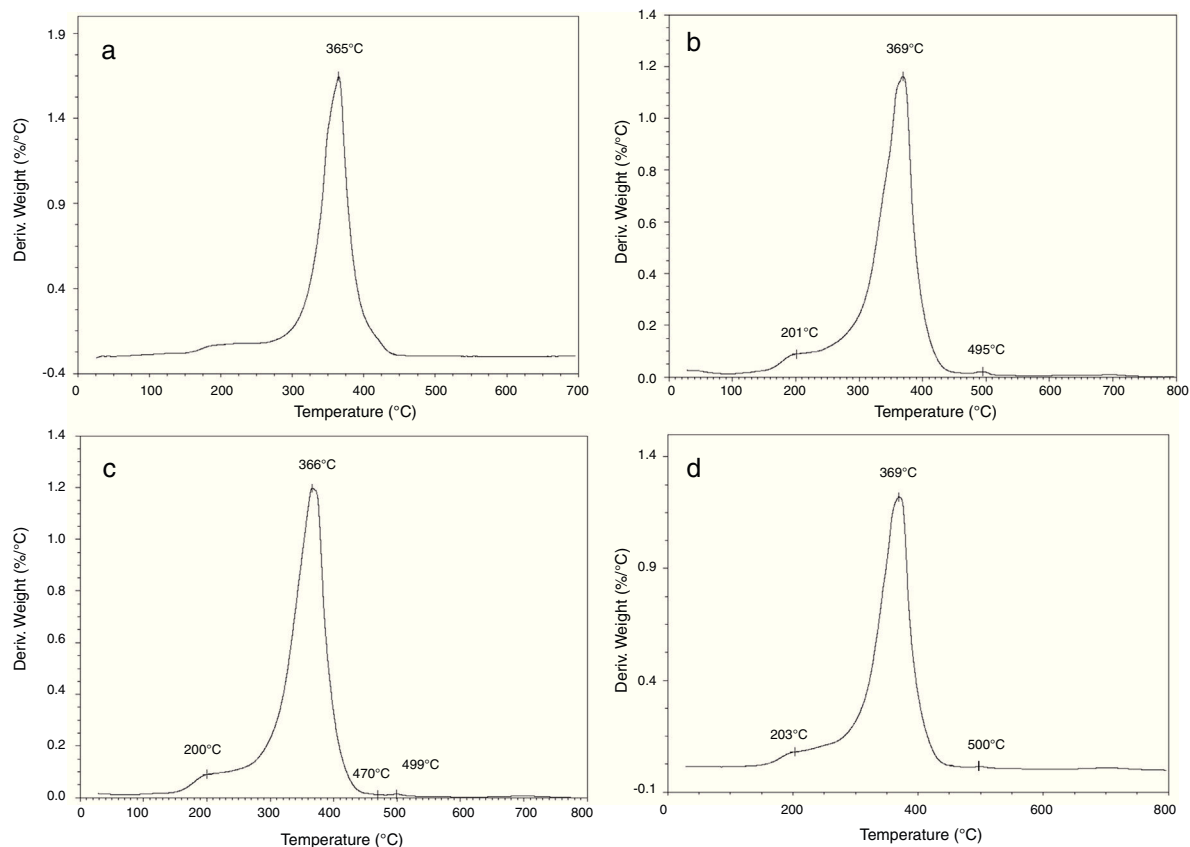 a
365°C
1.9
1.4
0.9
0.4
-0.4
Deriv. Weight (%/°C)
0 100 200 300 400 500 600 700
Temperature (°C)
b
369°C
201°C
495°C
1.4
1.2
1.0
0.8
0.6
0.4
0.2
0.0
Deriv. Weight (%/°C)
0 100 200 300 400 500 600 700 800
Temperature (°C)
c
366°C
200°C
470°C
499°C
1.4
1.2
1.0
0.8
0.6
0.4
0.2
0.0
Deriv. Weight (%/°C)
0 100 200 300 400 500 600 700 800
Temperature (°C)
d
369°C
203°C
500°C
1.4
0.9
0.4
-0.1
Deriv. Weight (%/°C)
0 200 400 600 800
Temperature (°C)